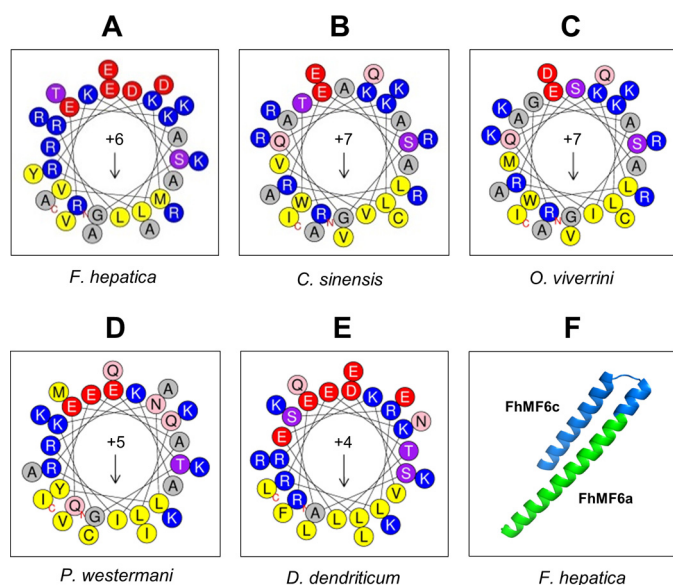 A
E
T K E D D
E K
R K
R
R A
+6
R S K
Y R A
V M
A C R N G L L R
V A A
F. hepatica
B
E Q
T E A K K
R A K K
A
R Q S R
+7
V A
A R L R
W L
I C R N G V L C
A V
C. sinensis
C
D Q
E S K K
A G K
K A
K Q S R
+7
M A
A R L R
W L
I C R N G I L C
A V
O. viverrini
D
Q
M E E E K A
K N Q K
K
R A
+5
A R T K
A
Y L
I C Q N G I L K
V C I
P. westermani
E
E
Q E E D K E
K S R N
K
E T
+4
R R S K
R V
L C R A L L K
F L L L
D. dendriticum
F
FhMF6c
FhMF6a
F. hepatica